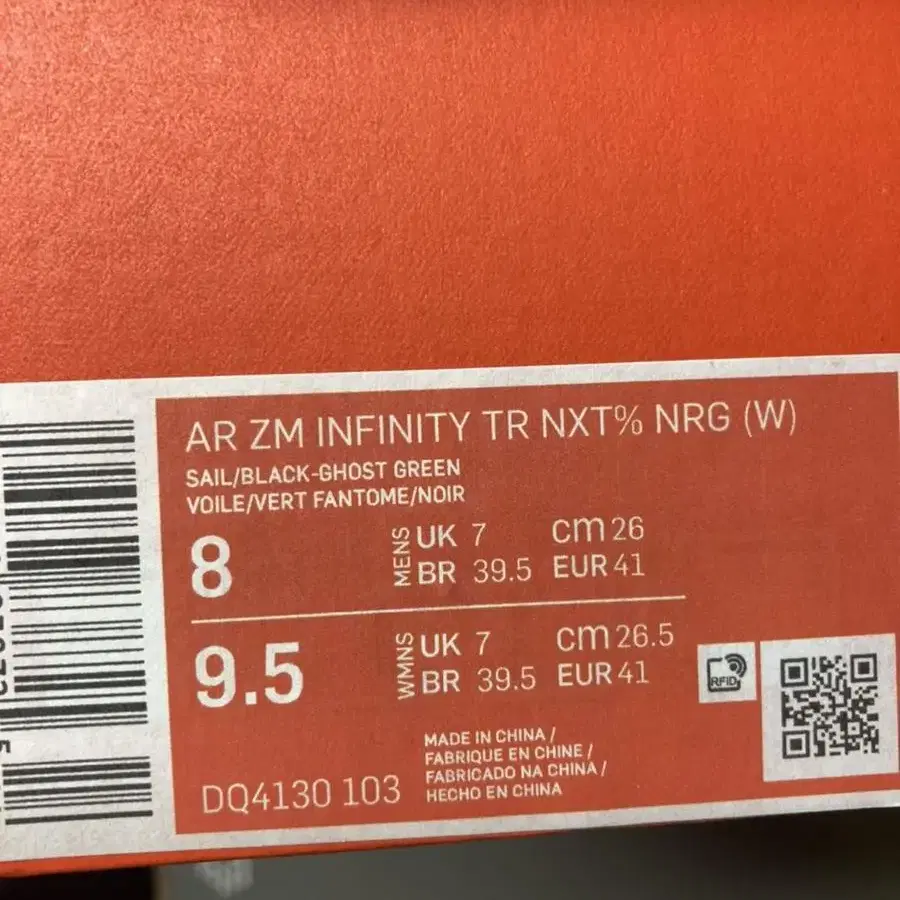 AR ZM INFINITY TR NXT% NRG (W)
SAIL/BLACK-GHOST GREEN
VOILE/VERT FANTOME/NOIR
8
MENS
UK 7 cm 26
BR 39.5 EUR 41
9.5
WMNS
UK 7 cm 26.5
BR 39.5 EUR 41
RFID
DQ4130 103
MADE IN CHINA /
FABRIQUE EN CHINE /
FABRICADO NA CHINA /
HECHO EN CHINA